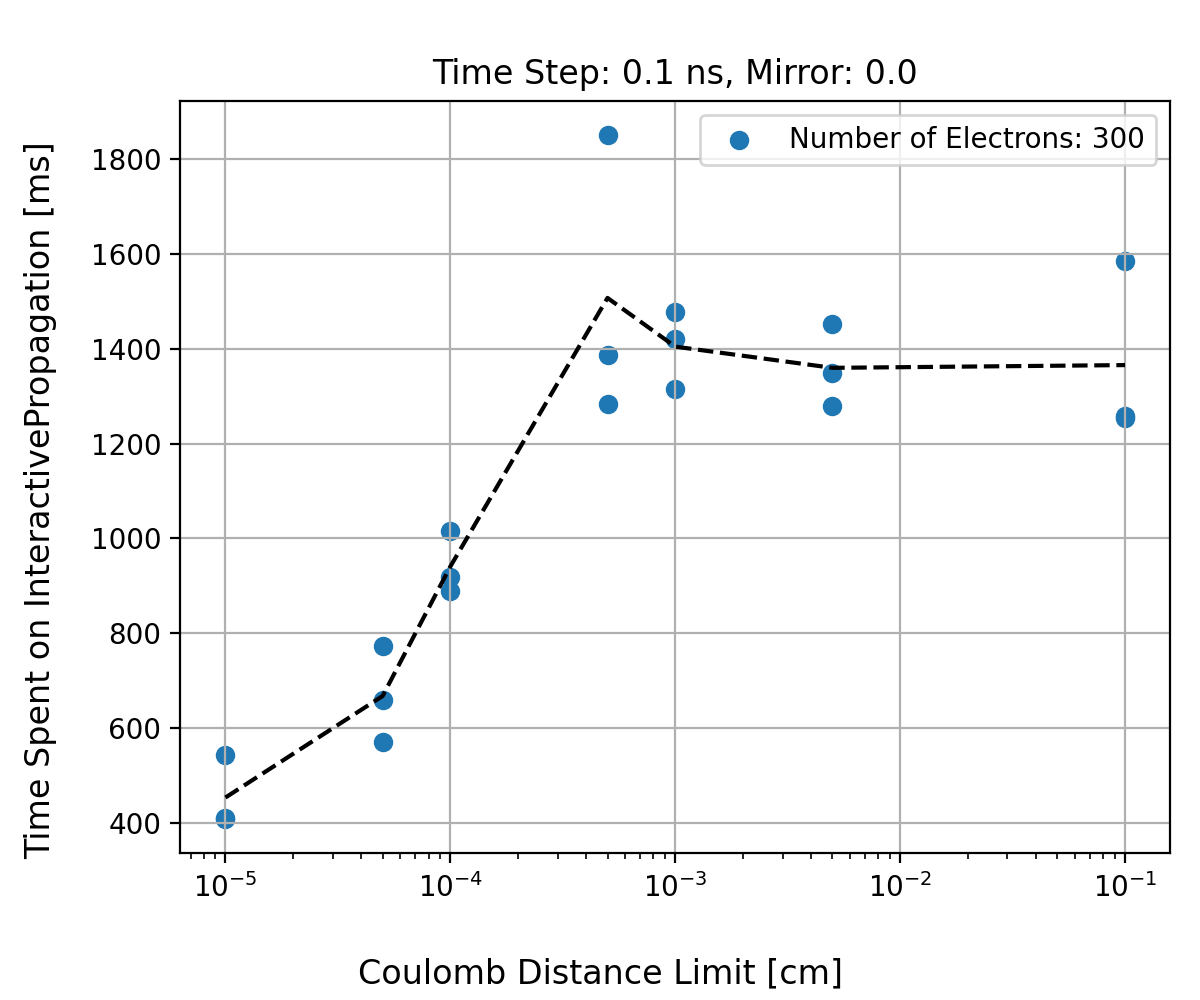 Time Step: 0.1 ns, Mirror: 0.0
Number of Electrons: 300
Time Spent on InteractivePropagation [ms]
1800
1600
1400
1200
1000
800
600
400
10⁻⁵ 10⁻⁴ 10⁻³ 10⁻² 10⁻¹
Coulomb Distance Limit [cm]